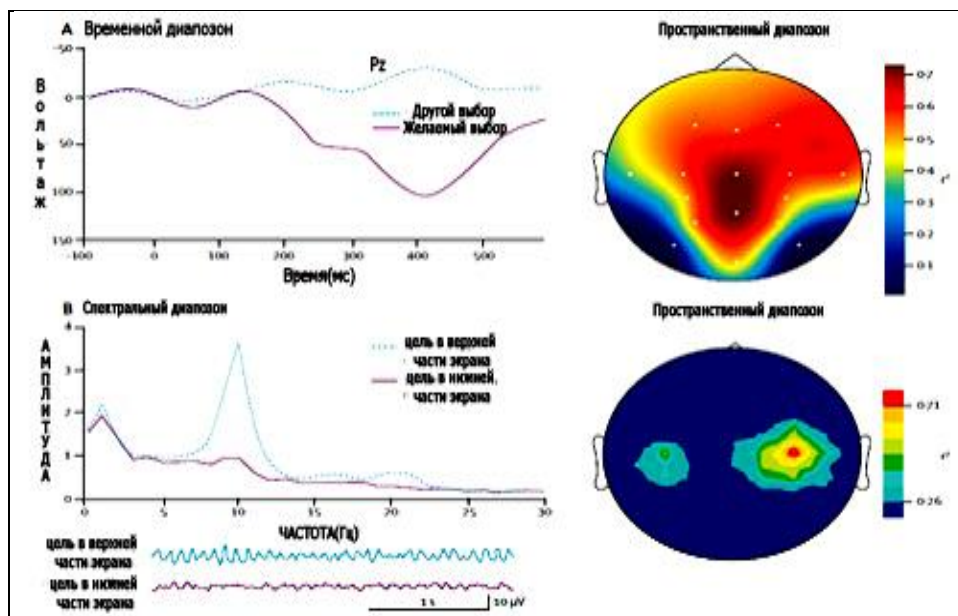 A Временной диапозон
Пространственный диапозон
-50
0
50
100
150
Вольтаж
Pz
Другой выбор
Желаемый выбор
-100 0 100 200 300 400 500
Время(мс)
0.7
0.6
0.5
0.4
0.3
0.2
0.1
r²
B Спектральный диапозон
Пространственный диапозон
4
3
2
1
0
АМПЛИТУДА
цель в верхней
части экрана
цель в нижней.
части экрана
0 5 10 15 20 25 30
ЧАСТОТА(Гц)
0.71
0.26
r²
цель в верхней
части экрана
цель в нижней
части экрана
1 s 10 µV